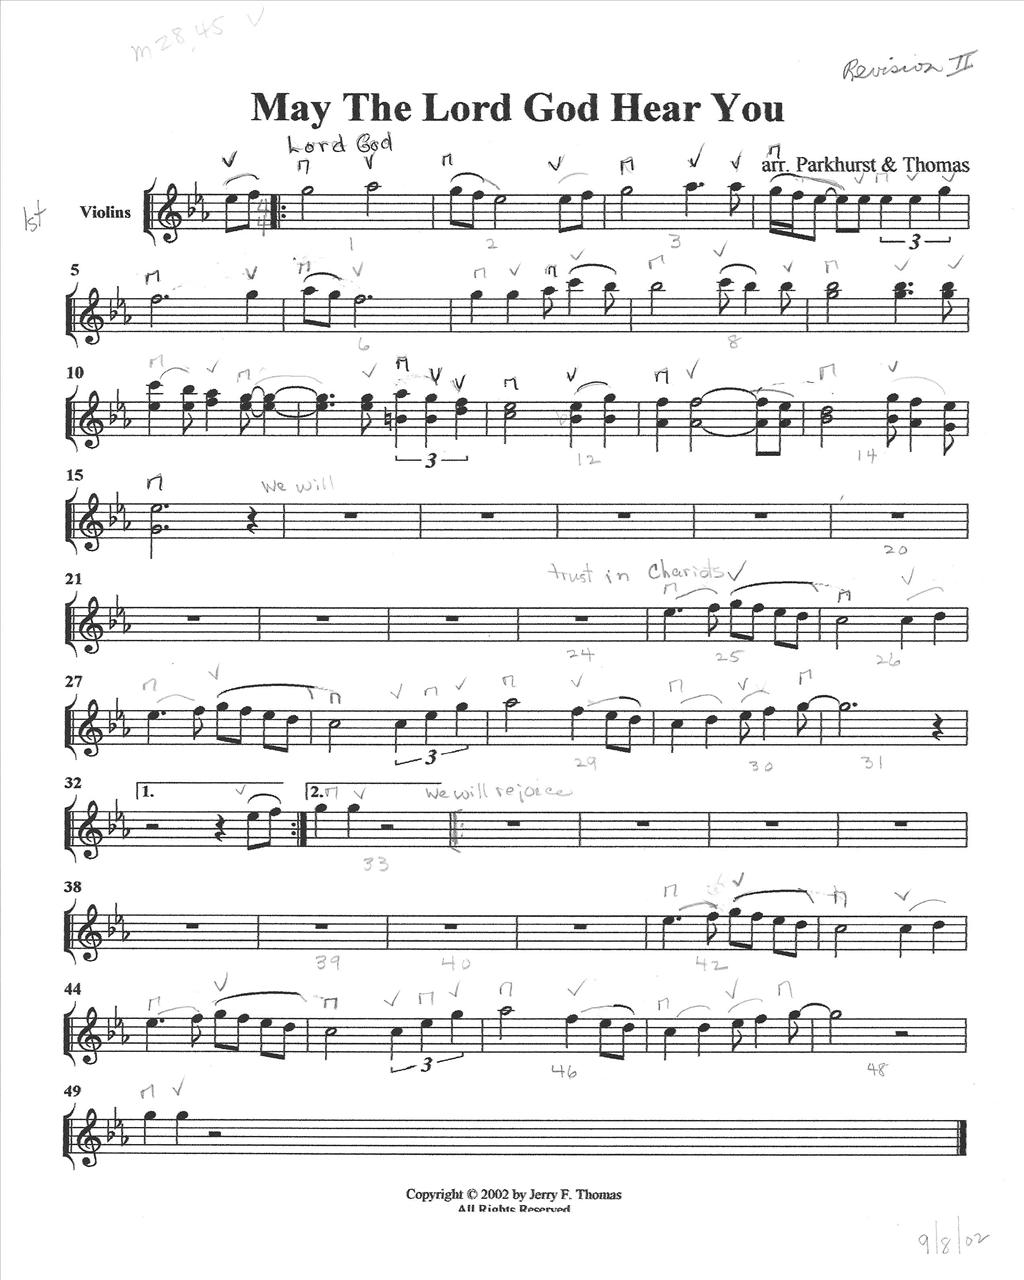 m28,45 V
Revision II
May The Lord God Hear You
Lord God
arr. Parkhurst & Thomas
1st
Violins
1 2 3 3
5
6 8
10
3 12 14
15
We will
20
21
trust in Chariots
24 25 26
27
3 29 30 31
32
1. 2. We will rejoice
33
38
39 40 42
44
3 46 48
49
Copyright © 2002 by Jerry F. Thomas
All Rights Reserved
9/8/02